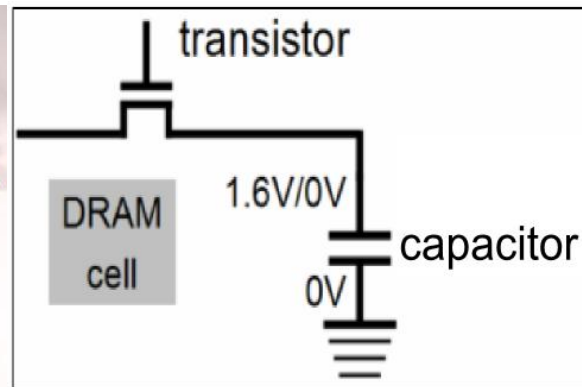 transistor
1.6V/0V
DRAM
cell
capacitor
0V